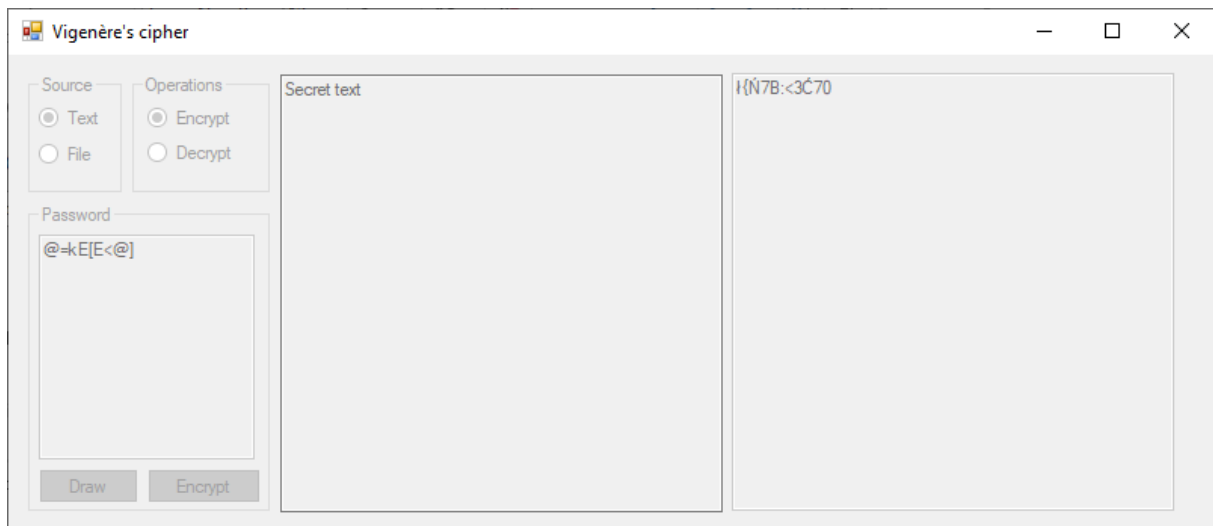 Vigenère's cipher
Source
Operations
Text
Encrypt
File
Decrypt
Password
@=kE[E<@]
Draw
Encrypt
Secret text
ł{Ń7B:<3Ć70